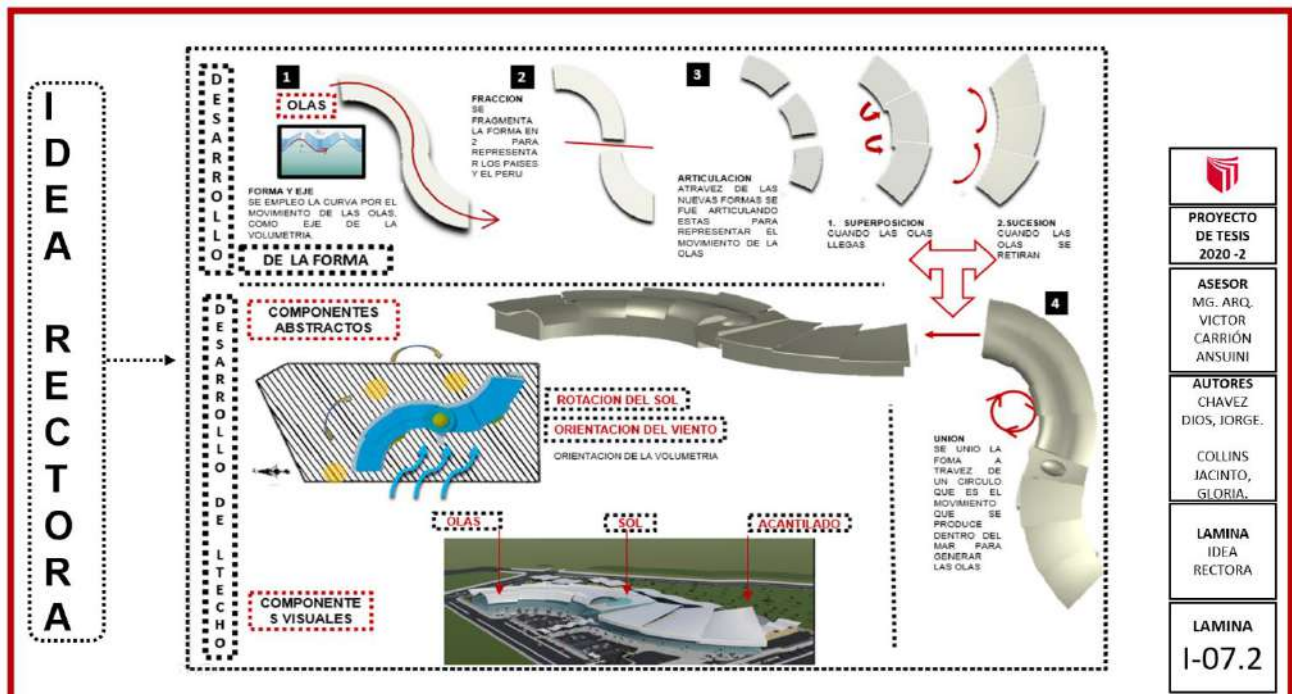 IDEA RECTORA
DESARROLLO
DE LA FORMA
1
OLAS
FORMA Y EJE
SE EMPLEO LA CURVA POR EL
MOVIMIENTO DE LAS OLAS,
COMO EJE DE LA
VOLUMETRIA.
2
FRACCION
SE
FRAGMENTA
LA FORMA EN
2 PARA
REPRESENTA
R LOS PAISES
Y EL PERU
3
ARTICULACION
ATRAVEZ DE LAS
NUEVAS FORMAS SE
FUE ARTICULANDO
ESTAS PARA
REPRESENTAR EL
MOVIMIENTO DE LA
OLAS
1. SUPERPOSICION
CUANDO LAS OLAS
LLEGAS
2.SUCESION
CUANDO LAS
OLAS SE
RETIRAN
4
UNION
SE UNIO LA
FOMA A
TRAVEZ DE
UN CIRCULO
QUE ES EL
MOVIMIENTO
QUE SE
PRODUCE
DENTRO DEL
MAR PARA
GENERAR
LAS OLAS
DESARROLLO DE LTECHO
COMPONENTES
ABSTRACTOS
ROTACION DEL SOL
ORIENTACION DEL VIENTO
ORIENTACION DE LA VOLUMETRIA
OLAS
SOL
ACANTILADO
COMPONENTE
S VISUALES
PROYECTO
DE TESIS
2020 -2
ASESOR
MG. ARQ.
VICTOR
CARRIÓN
ANSUINI
AUTORES
CHAVEZ
DIOS, JORGE.
COLLINS
JACINTO,
GLORIA.
LAMINA
IDEA
RECTORA
LAMINA
I-07.2